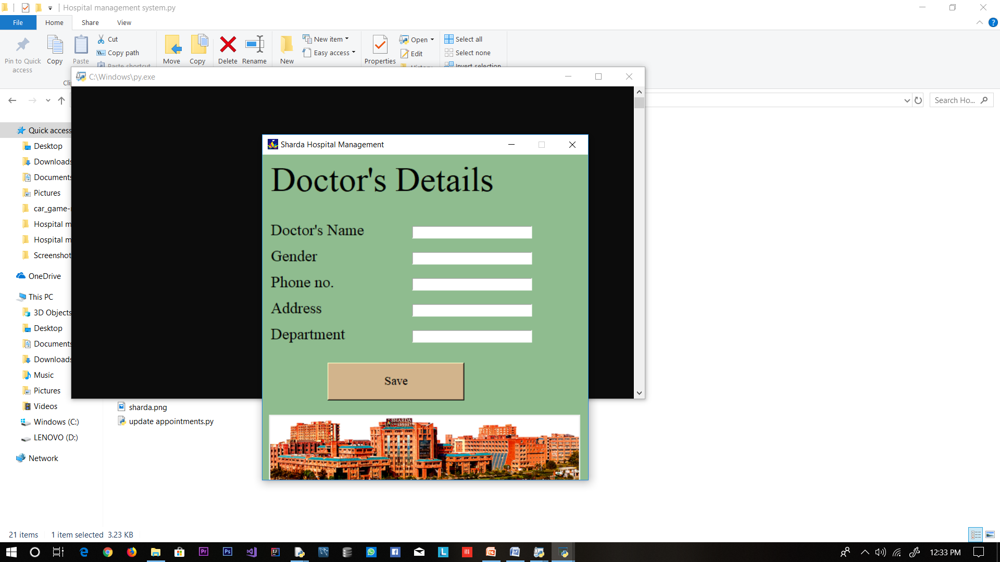 Hospital management system.py
File
Home
Share
View
Pin to Quick access
Copy
Paste
Cut
Copy path
Paste shortcut
Move
Copy
Delete
Rename
New
New item
Easy access
Properties
Open
Edit
History
Select all
Select none
Invert selection
Cli
C:\Windows\py.exe
Search Ho...
Quick access
Desktop
Downloads
Documents
Pictures
car_game-
Hospital m
Hospital m
Screenshot
OneDrive
This PC
3D Objects
Desktop
Documents
Downloads
Music
Pictures
Videos
Windows (C:)
LENOVO (D:)
Network
Sharda Hospital Management
Doctor's Details
Doctor's Name
Gender
Phone no.
Address
Department
Save
SHARDA
sharda.png
update appointments.py
21 items
1 item selected 3.23 KB
12:33 PM